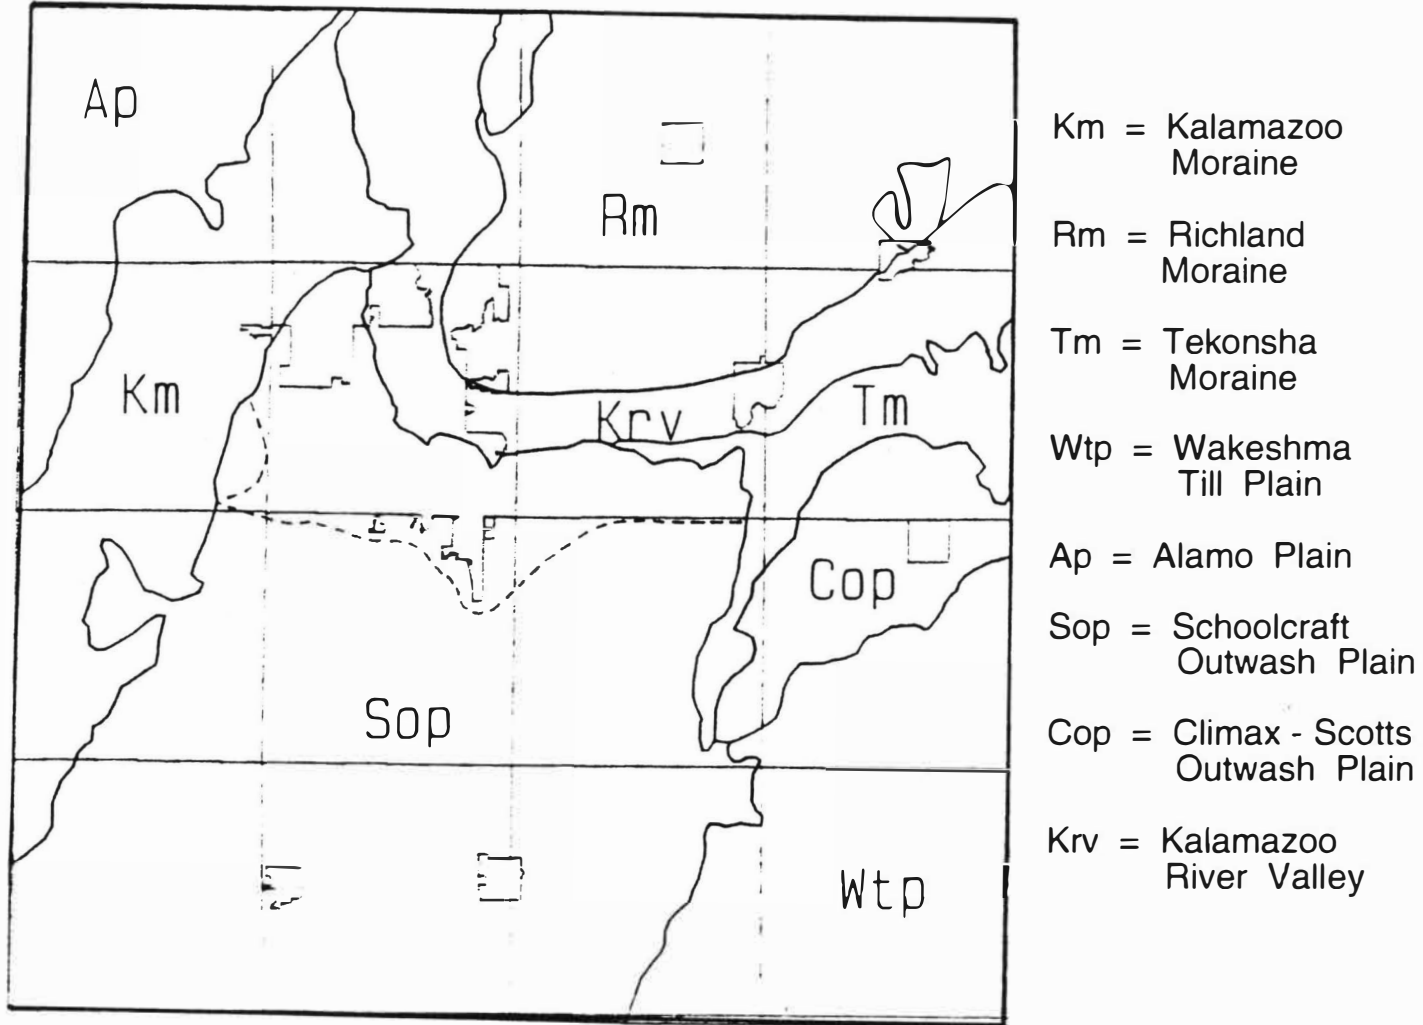 Ap
Rm
Km
Krv
Tm
Cop
Sop
Wtp
Km = Kalamazoo
Moraine
Rm = Richland
Moraine
Tm = Tekonsha
Moraine
Wtp = Wakeshma
Till Plain
Ap = Alamo Plain
Sop = Schoolcraft
Outwash Plain
Cop = Climax - Scotts
Outwash Plain
Krv = Kalamazoo
River Valley